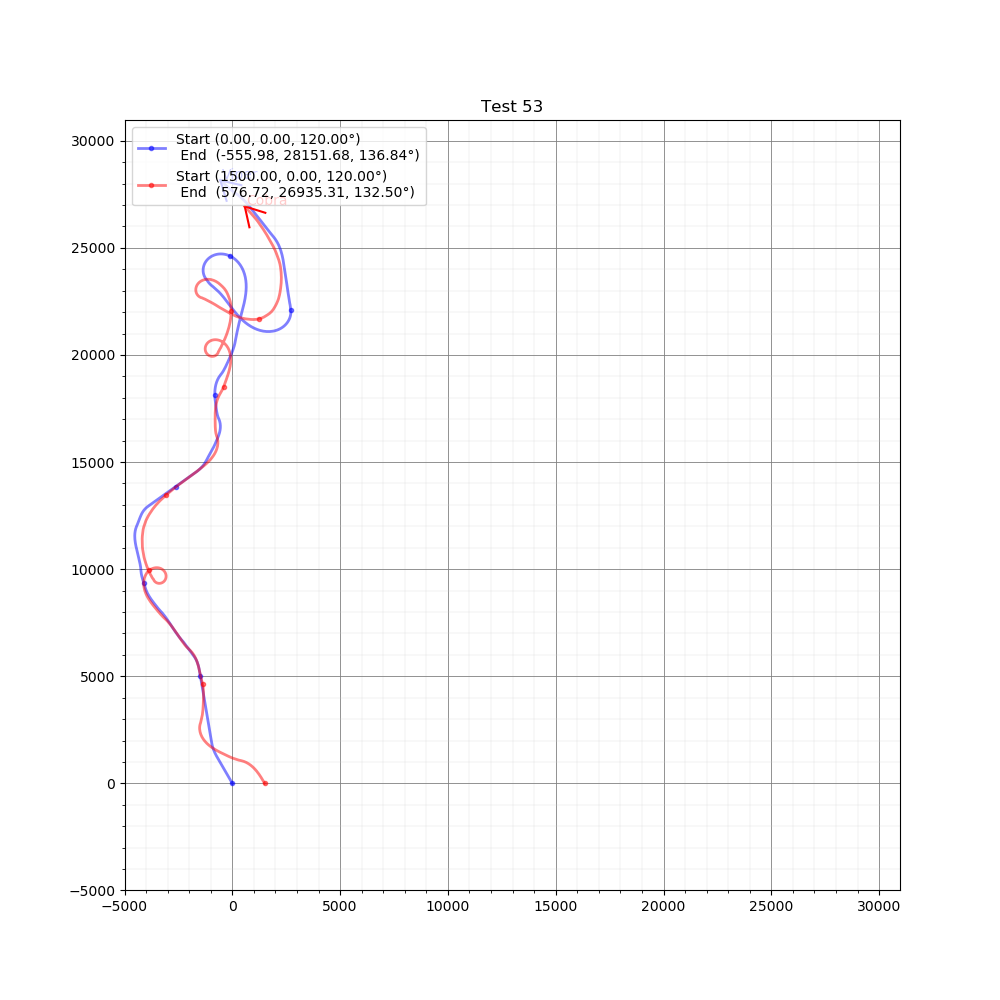 Test 53
Start (0.00, 0.00, 120.00°)
End (-555.98, 28151.68, 136.84°)
Start (1500.00, 0.00, 120.00°)
End (576.72, 26935.31, 132.50°)
Cobra
30000
25000
20000
15000
10000
5000
0
−5000
−5000 0 5000 10000 15000 20000 25000 30000